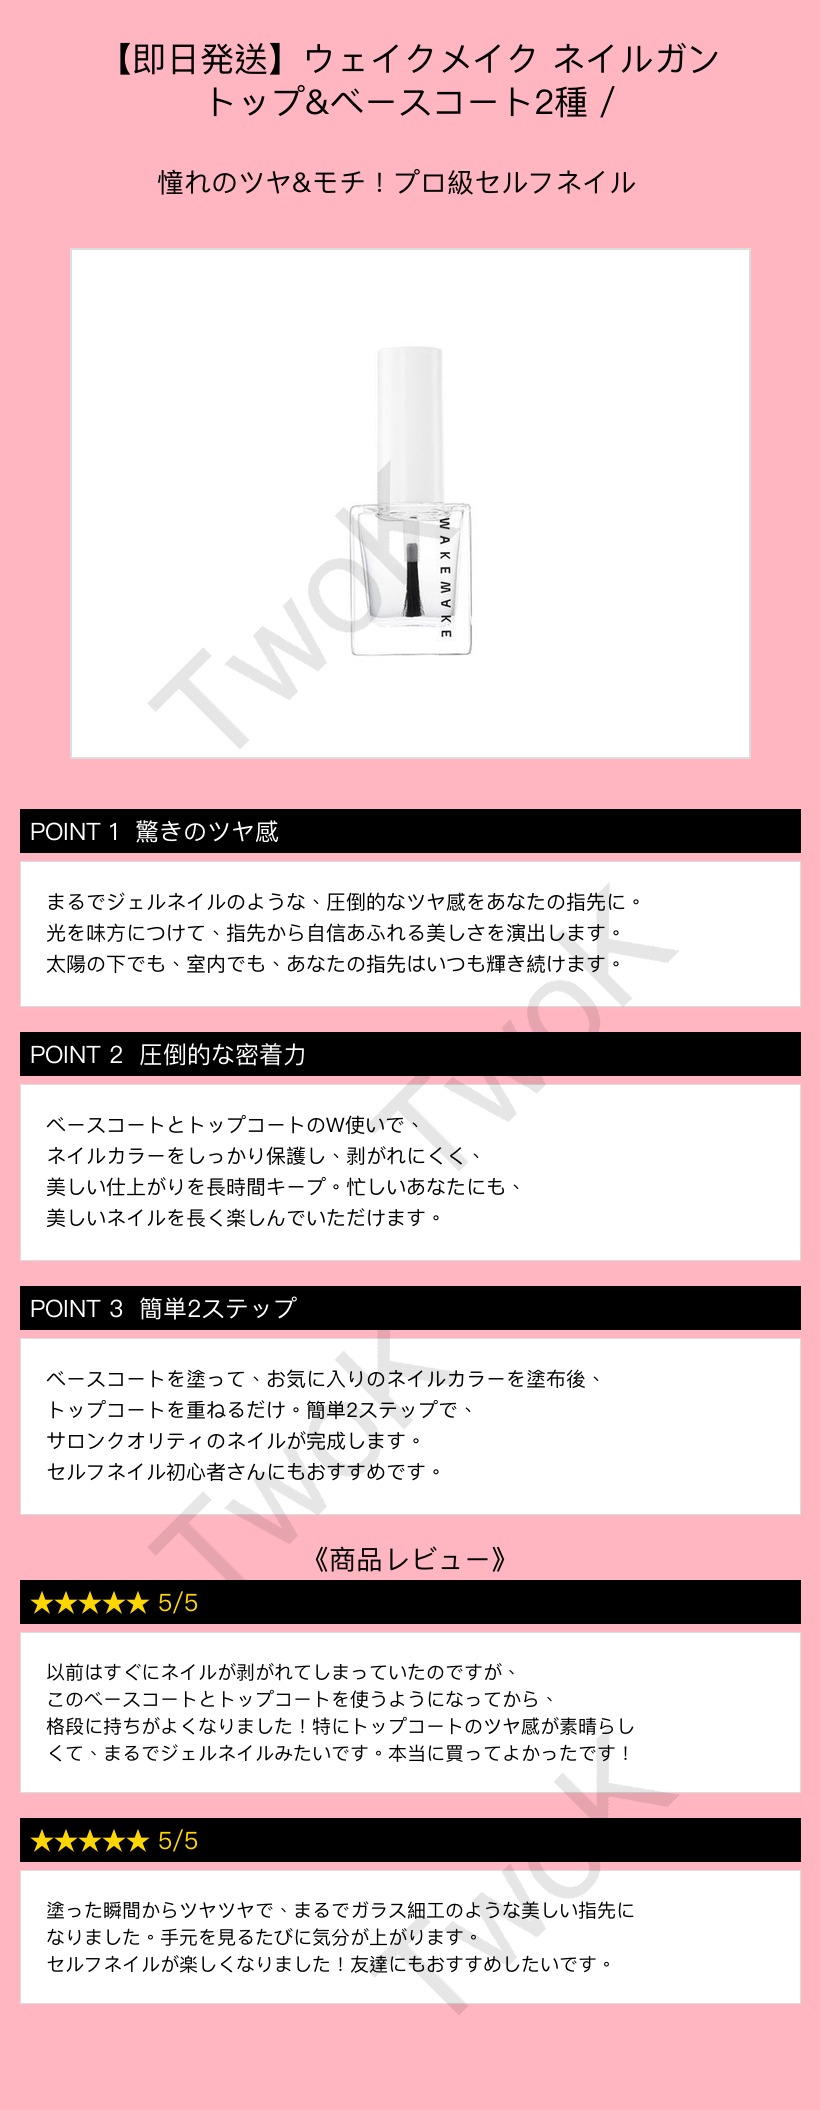 【即日発送】ウェイクメイク ネイルガン
トップ&ベースコート2種 /
憧れのツヤ&モチ！プロ級セルフネイル
WAKEMAKE
TwoK
POINT 1 驚きのツヤ感
まるでジェルネイルのような、圧倒的なツヤ感をあなたの指先に。
光を味方につけて、指先から自信あふれる美しさを演出します。
太陽の下でも、室内でも、あなたの指先はいつも輝き続けます。
TwoK
POINT 2 圧倒的な密着力
ベースコートとトップコートのW使いで、
ネイルカラーをしっかり保護し、剥がれにくく、
美しい仕上がりを長時間キープ。忙しいあなたにも、
美しいネイルを長く楽しんでいただけます。
POINT 3 簡単2ステップ
ベースコートを塗って、お気に入りのネイルカラーを塗布後、
トップコートを重ねるだけ。簡単2ステップで、
サロンクオリティのネイルが完成します。
セルフネイル初心者さんにもおすすめです。
TwoK
《商品レビュー》
★★★★★ 5/5
以前はすぐにネイルが剥がれてしまっていたのですが、
このベースコートとトップコートを使うようになってから、
格段に持ちがよくなりました！特にトップコートのツヤ感が素晴らし
くて、まるでジェルネイルみたいです。本当に買ってよかったです！
★★★★★ 5/5
塗った瞬間からツヤツヤで、まるでガラス細工のような美しい指先に
なりました。手元を見るたびに気分が上がります。
セルフネイルが楽しくなりました！友達にもおすすめしたいです。
TwoK